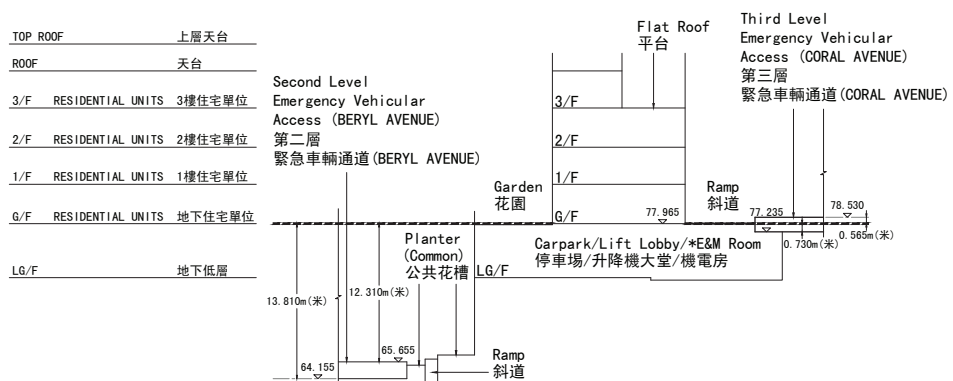 TOP ROOF 上層天台
ROOF 天台
3/F RESIDENTIAL UNITS 3樓住宅單位
2/F RESIDENTIAL UNITS 2樓住宅單位
1/F RESIDENTIAL UNITS 1樓住宅單位
G/F RESIDENTIAL UNITS 地下住宅單位
LG/F 地下低層
Second Level
Emergency Vehicular
Access (BERYL AVENUE)
第二層
緊急車輛通道(BERYL AVENUE)
Flat Roof
平台
Third Level
Emergency Vehicular
Access (CORAL AVENUE)
第三層
緊急車輛通道(CORAL AVENUE)
3/F
2/F
1/F
G/F
Garden
花園
77.965
Ramp
斜道
77.235
78.530
0.730m(米)
0.565m(米)
Planter
(Common)
公共花槽
LG/F
Carpark/Lift Lobby/*E&M Room
停車場/升降機大堂/機電房
13.810m(米)
12.310m(米)
65.655
64.155
Ramp
斜道